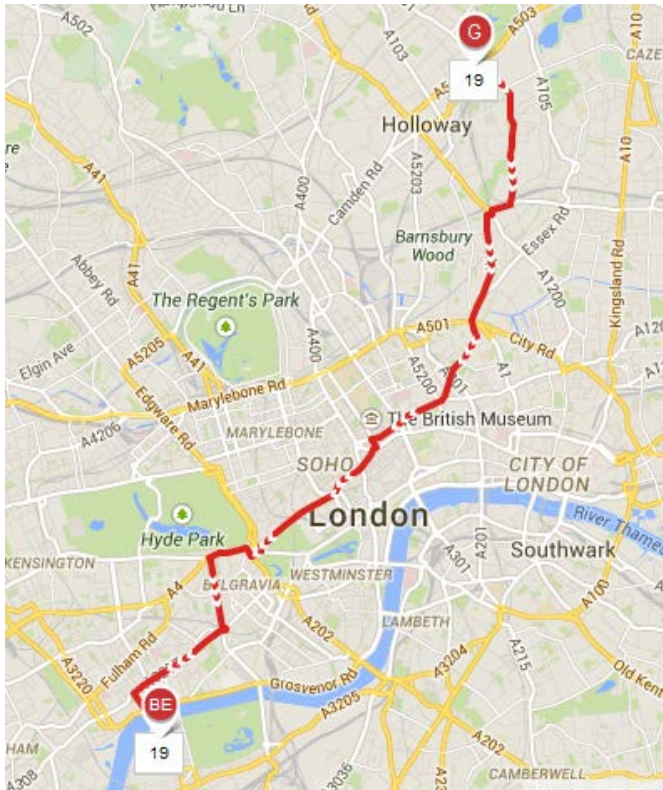 A502
A503
A10
G
19
A103
A105
Holloway
A10
A41
A400
A5203
Camden Rd
Essex Rd
Barnsbury
Wood
Abbey Rd
A41
Kingsland Rd
The Regent's Park
A1200
A501
A400
City Rd
A5205
A41
Elgin Ave
A5200
A1
Marylebone Rd
Edgware Rd
The British Museum
A4206
MARYLEBONE
SOHO
CITY OF
LONDON
London
Hyde Park
River Thames
A201
A301
Southwark
KENSINGTON
WESTMINSTER
A4
BELGRAVIA
A100
A202
LAMBETH
Fulham Rd
A215
A3220
A3204
Old Ken
Grosvenor Rd
BE
A3205
19
A202
HAM
A308
A3036
CAMBERWELL